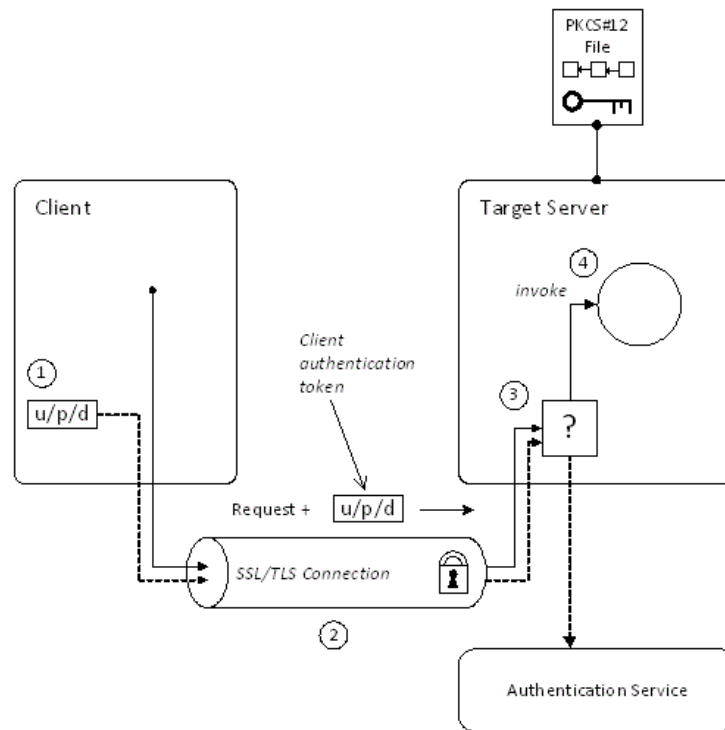 PKCS#12
File
Client
Target Server
4
invoke
Client
authentication
token
1
u/p/d
3
?
Request +
u/p/d
SSL/TLS Connection
2
Authentication Service